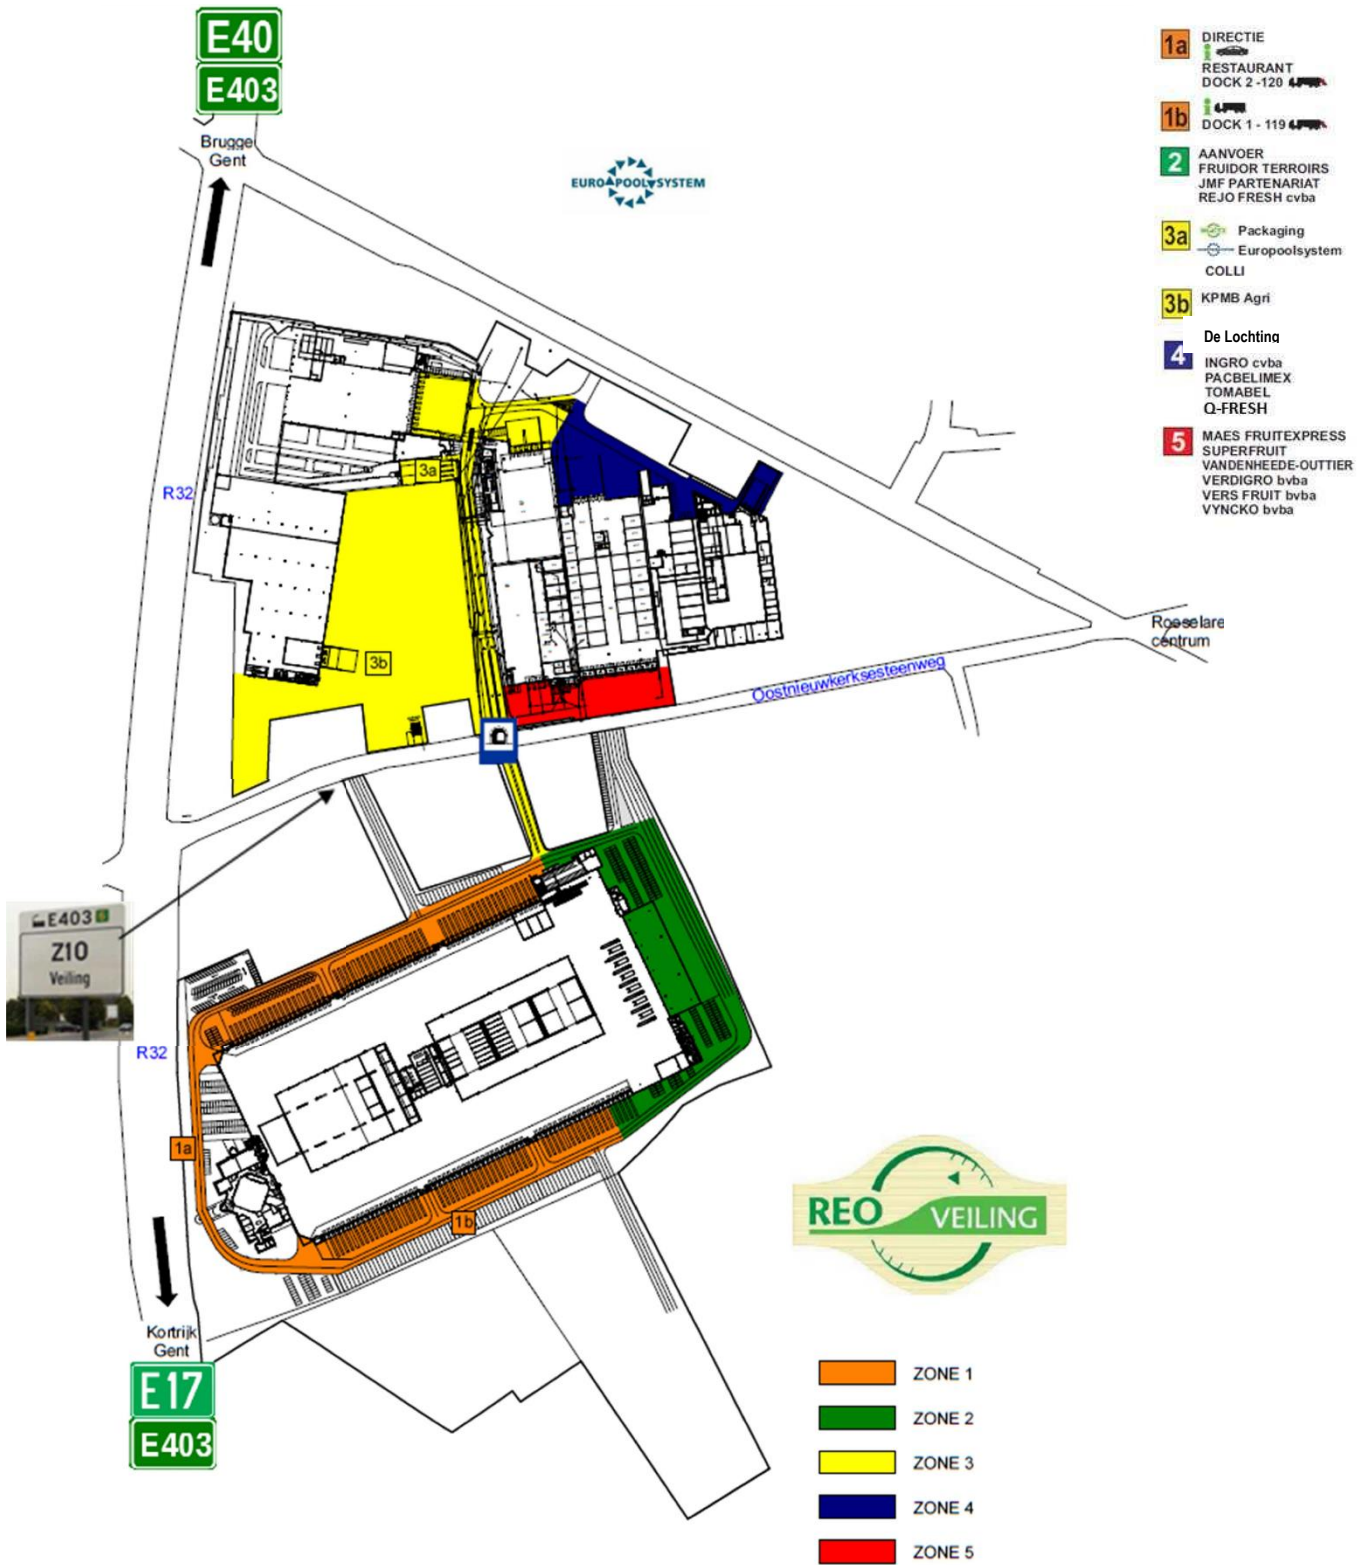 E40
E403
Brugge
Gent
EUROPOOLSYSTEM
1a
DIRECTIE
RESTAURANT
DOCK 2 -120
1b
DOCK 1 - 119
2
AANVOER
FRUIDOR TERROIRS
JMF PARTENARIAT
REJO FRESH cvba
3a
Packaging
Europoolsystem
COLLI
3b
KPMB Agri
De Lochting
4
INGRO cvba
PACBELIMEX
TOMABEL
Q-FRESH
5
MAES FRUITEXPRESS
SUPERFRUIT
VANDENHEEDE-OUTTIER
VERDIGRO bvba
VERS FRUIT bvba
VYNCKO bvba
3a
R32
Roeselare
centrum
3b
Oostnieuwkerksesteenweg
E403 6
Z10
Veiling
R32
1a
1b
REO VEILING
Kortrijk
Gent
E17
E403
ZONE 1
ZONE 2
ZONE 3
ZONE 4
ZONE 5